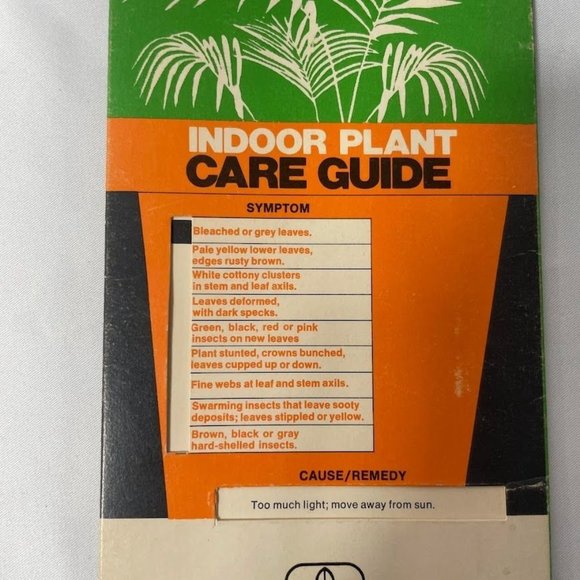 INDOOR PLANT
CARE GUIDE
SYMPTOM
Bleached or grey leaves.
Pale yellow lower leaves,
edges rusty brown.
White cottony clusters
in stem and leaf axils.
Leaves deformed,
with dark specks.
Green, black, red or pink
insects on new leaves
Plant stunted, crowns bunched,
leaves cupped up or down.
Fine webs at leaf and stem axils.
Swarming insects that leave sooty
deposits; leaves stippled or yellow.
Brown, black or gray
hard-shelled insects.
CAUSE/REMEDY
Too much light; move away from sun.